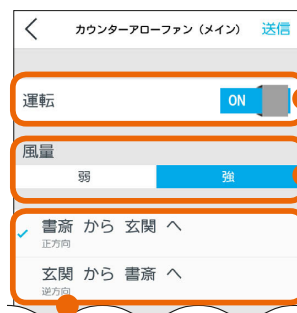 カウンターアローファン（メイン） 送信
運転 ON
風量
弱 強
書斎 から 玄関 へ
正方向
玄関 から 書斎 へ
逆方向